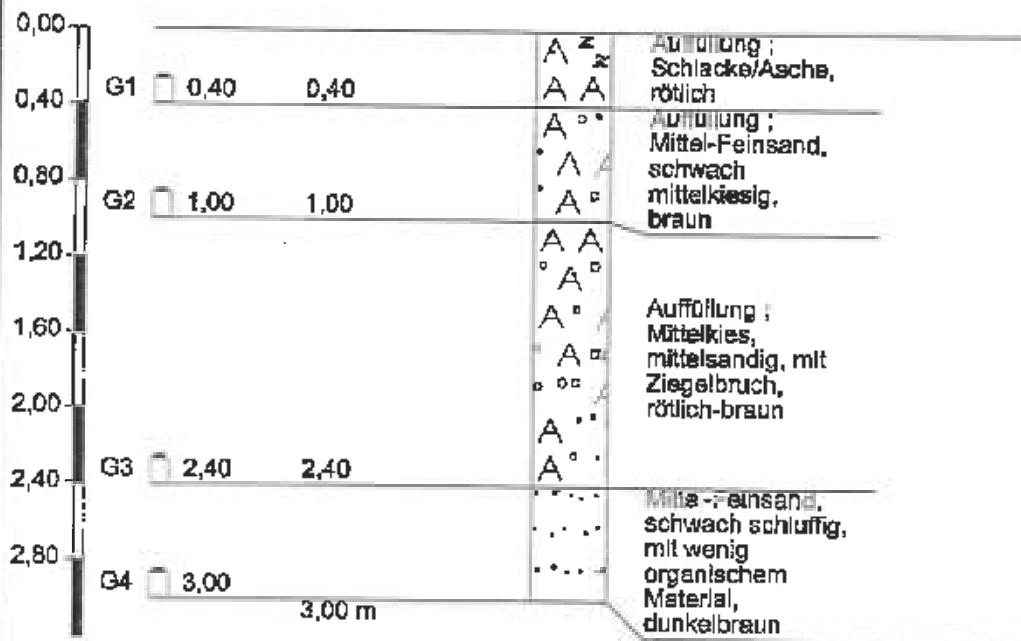 0,00
Auffüllung ;
Schlacke/Asche,
rötlich
G1 0,40 0,40
0,40
Auffüllung ;
Mittel-Feinsand,
schwach
mittelkiesig,
braun
0,80
G2 1,00 1,00
1,20
Auffüllung ;
Mittelkies,
mittelsandig, mit
Ziegelbruch,
rötlich-braun
1,60
2,00
G3 2,40 2,40
2,40
Mittel-Feinsand,
schwach schluffig,
mit wenig
organischem
Material,
dunkelbraun
2,80
G4 3,00
3,00 m